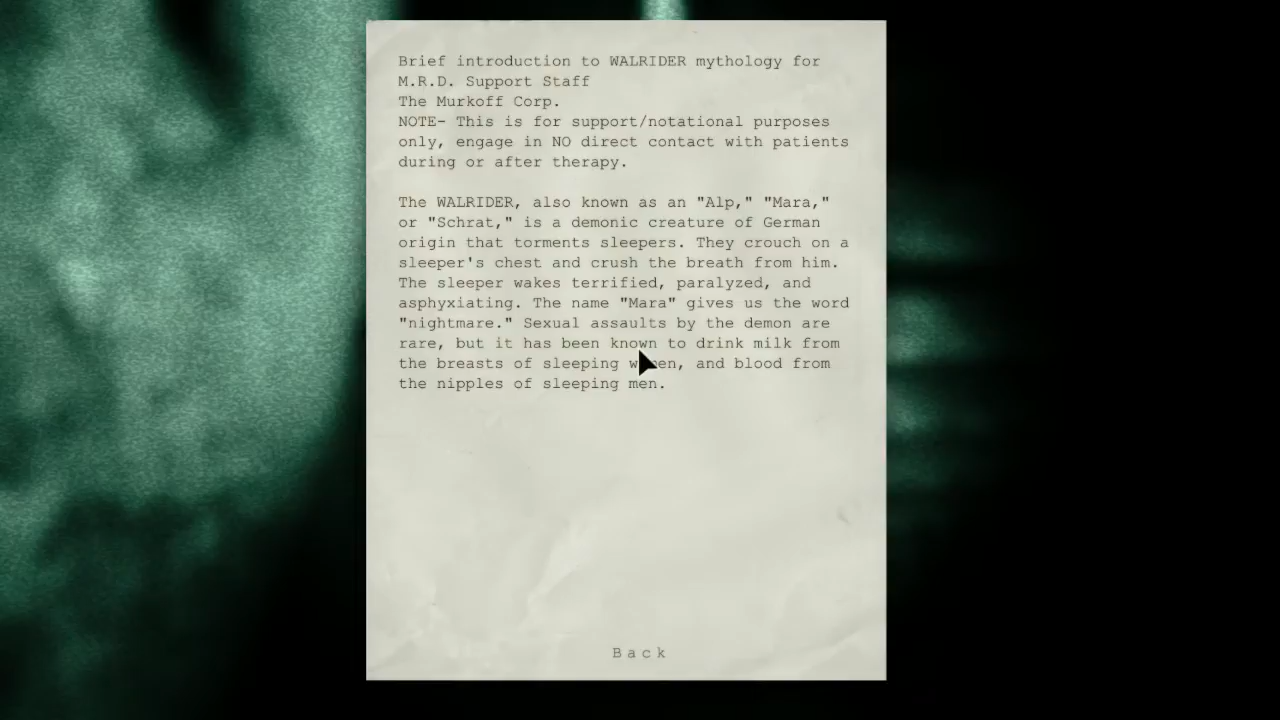 Brief introduction to WALRIDER mythology for
M.R.D. Support Staff
The Murkoff Corp.
NOTE- This is for support/notational purposes
only, engage in NO direct contact with patients
during or after therapy.
The WALRIDER, also known as an "Alp," "Mara,"
or "Schrat," is a demonic creature of German
origin that torments sleepers. They crouch on a
sleeper's chest and crush the breath from him.
The sleeper wakes terrified, paralyzed, and
asphyxiating. The name "Mara" gives us the word
"nightmare." Sexual assaults by the demon are
rare, but it has been known to drink milk from
the breasts of sleeping women, and blood from
the nipples of sleeping men.
Back